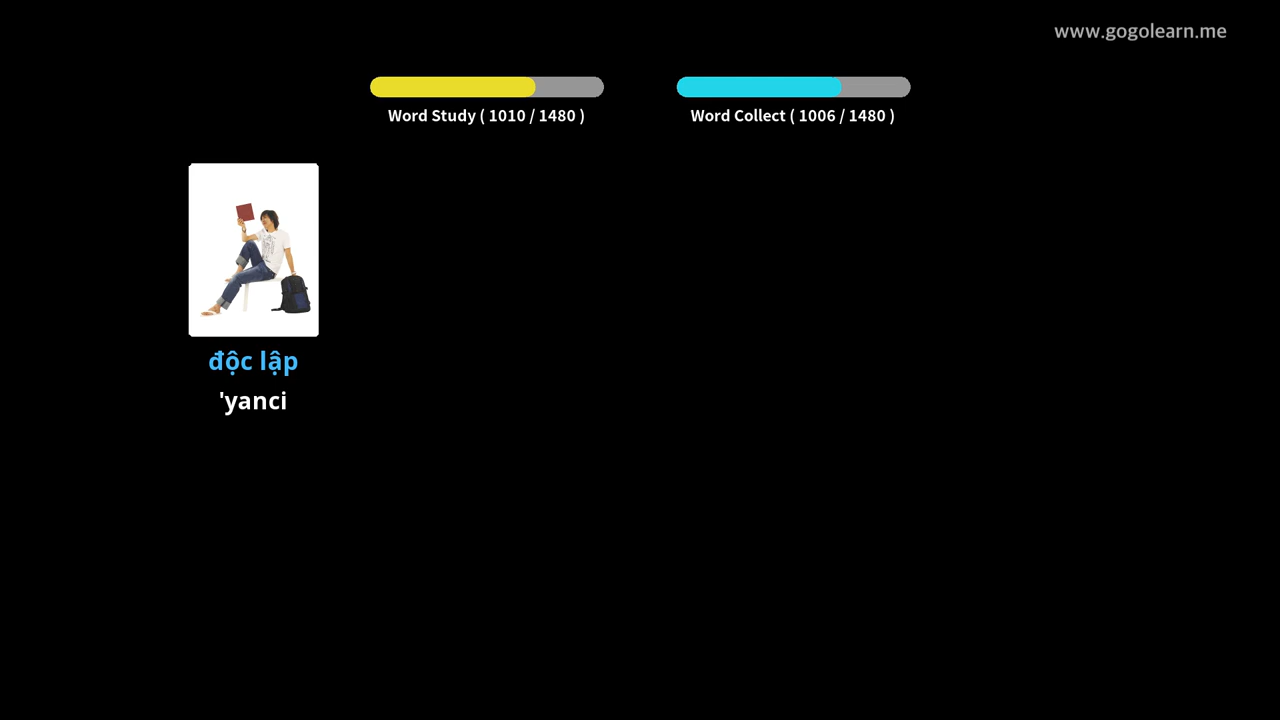 www.gogolearn.me
Word Study ( 1010 / 1480 )
Word Collect ( 1006 / 1480 )
độc lập
'yanci